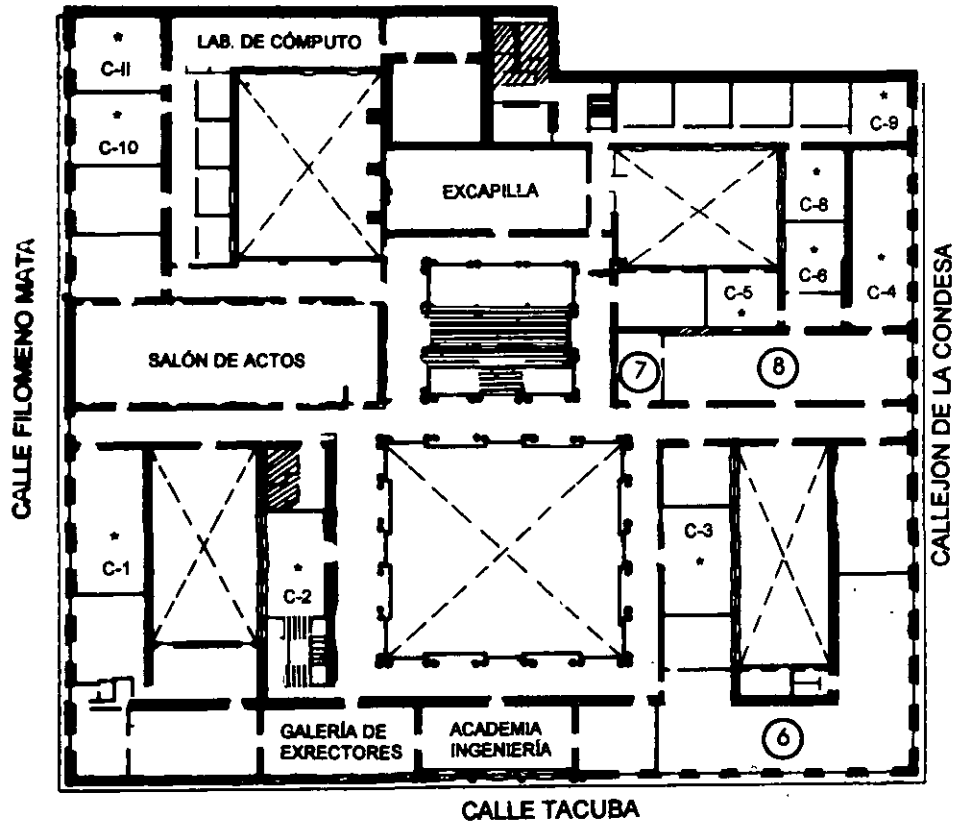 LAB. DE CÓMPUTO
*
C-11
*
C-10
*
C-9
EXCAPILLA
*
C-8
*
C-6
*
C-4
C-5
*
CALLE FILOMENO MATA
SALÓN DE ACTOS
7
8
CALLEJON DE LA CONDESA
*
C-1
*
C-2
C-3
*
GALERÍA DE
EXRECTORES
ACADEMIA
INGENIERÍA
6
CALLE TACUBA